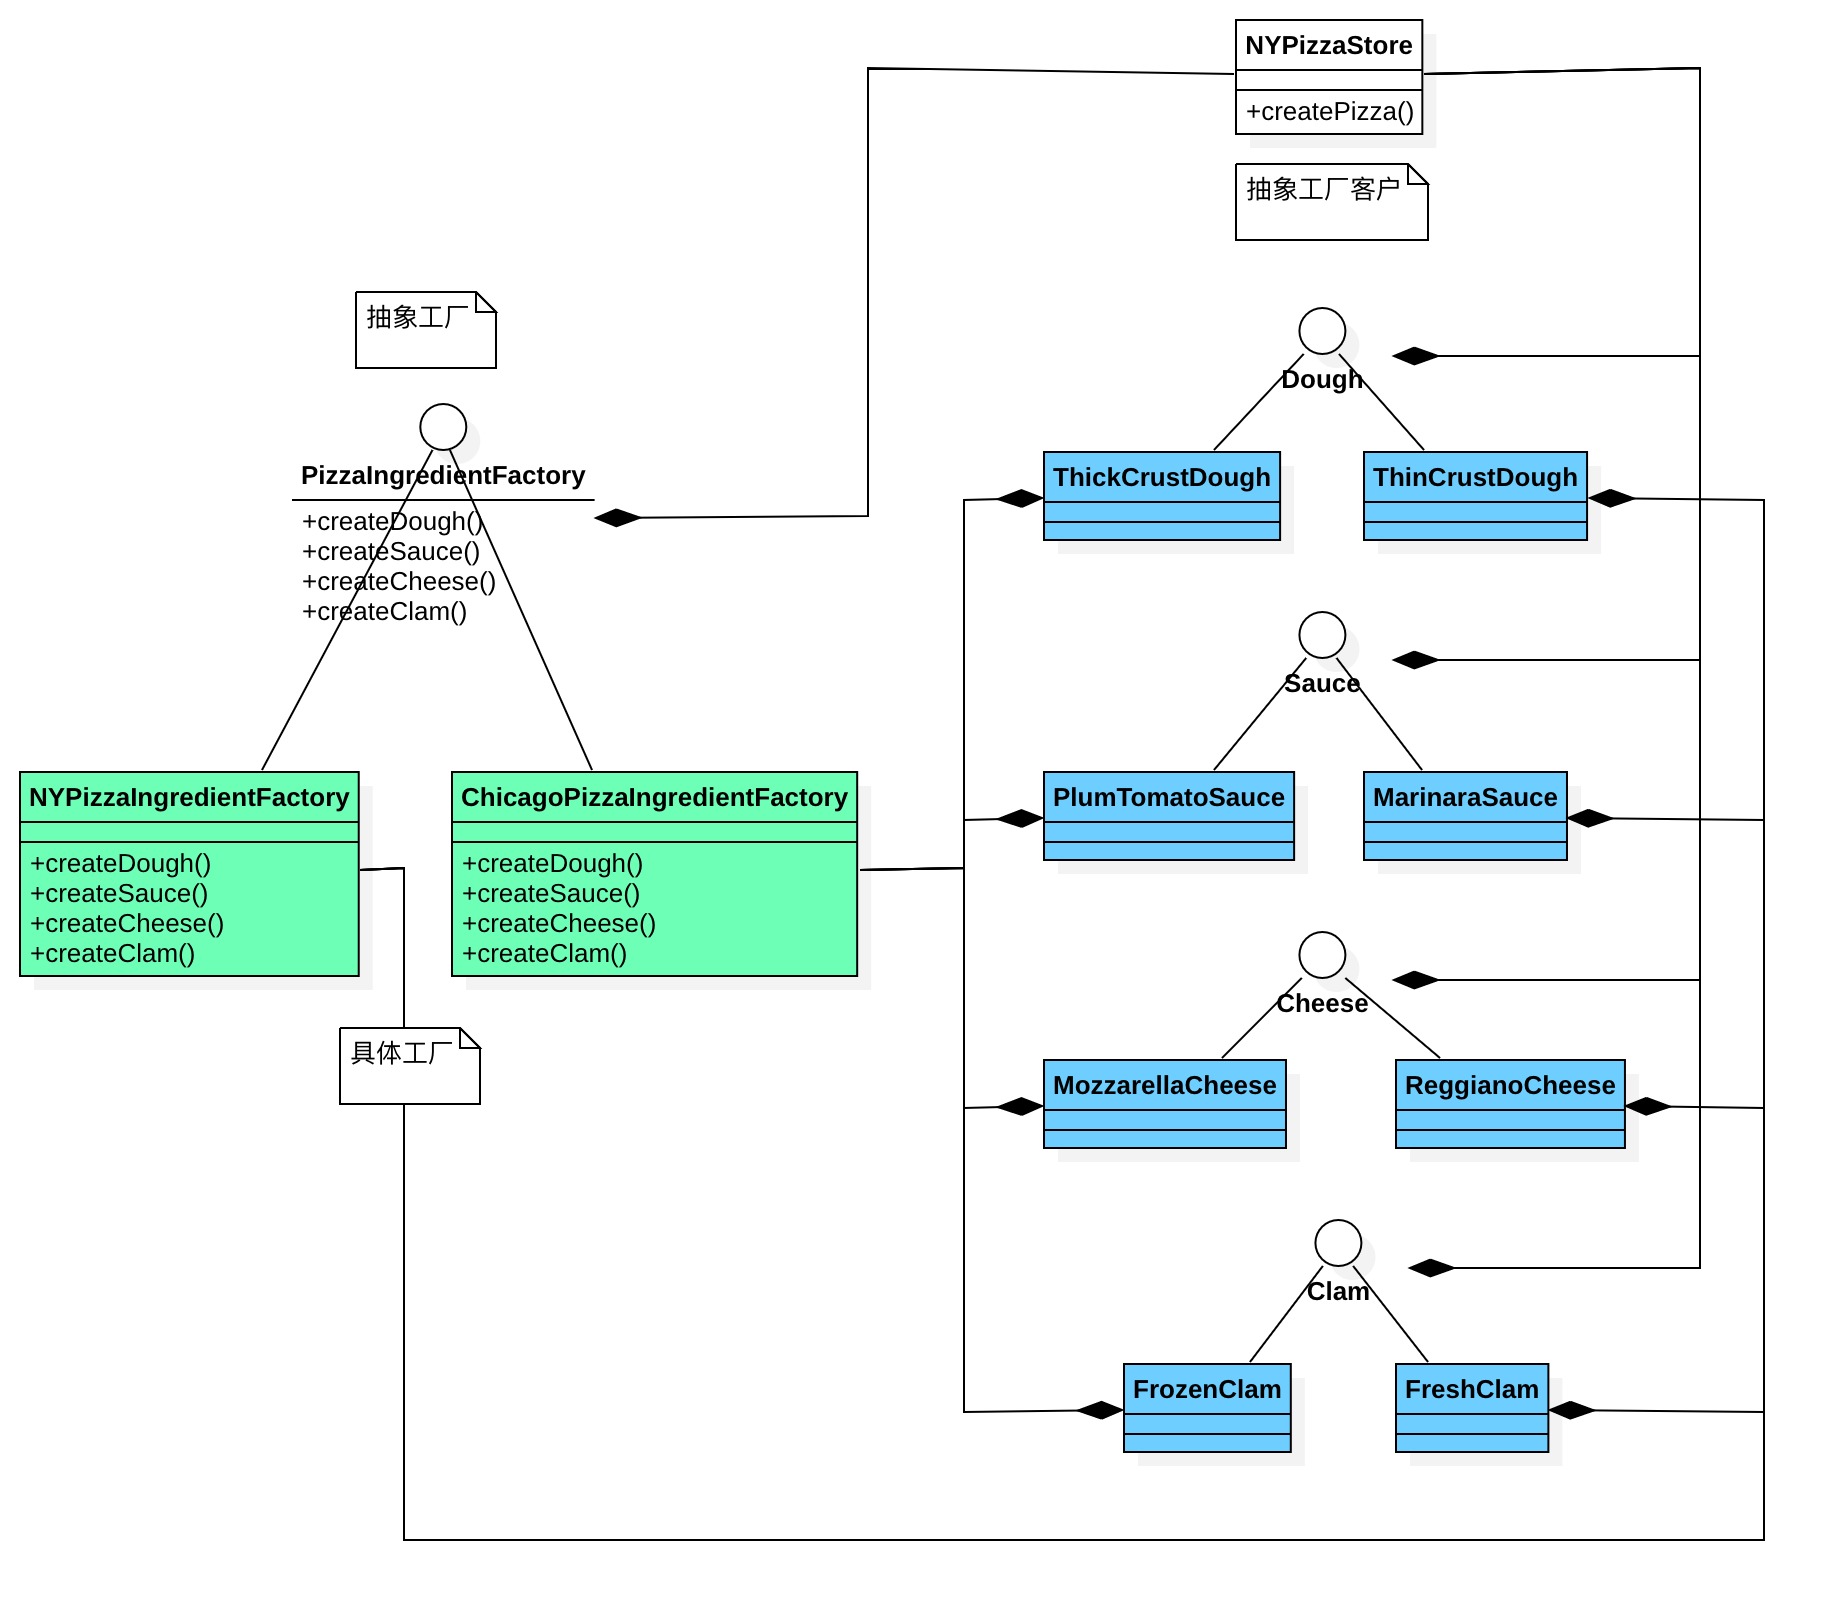 NYPizzaStore
+createPizza()
抽象工厂客户
抽象工厂
PizzaIngredientFactory
+createDough()
+createSauce()
+createCheese()
+createClam()
Dough
ThickCrustDough
ThinCrustDough
Sauce
PlumTomatoSauce
MarinaraSauce
NYPizzaIngredientFactory
+createDough()
+createSauce()
+createCheese()
+createClam()
ChicagoPizzaIngredientFactory
+createDough()
+createSauce()
+createCheese()
+createClam()
具体工厂
Cheese
MozzarellaCheese
ReggianoCheese
Clam
FrozenClam
FreshClam